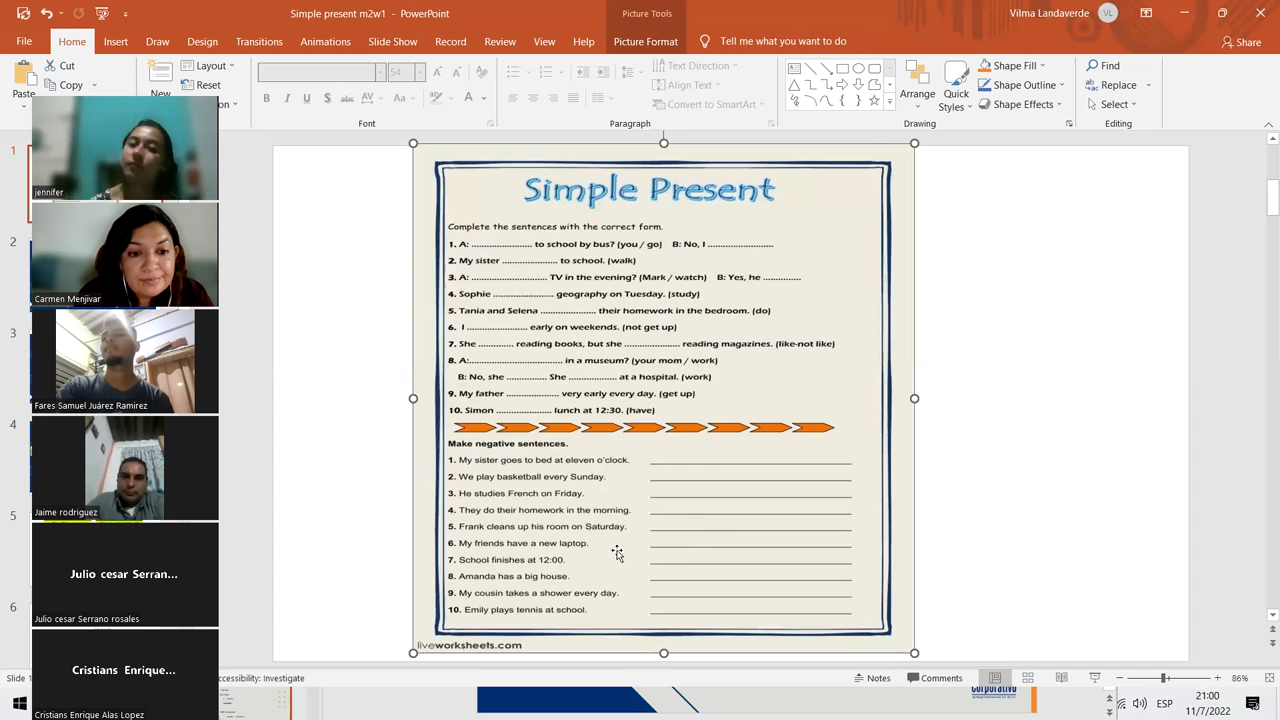 Simple present m2w1 - PowerPoint
Picture Tools
Vilma Landaverde
VL
File
Home
Insert
Draw
Design
Transitions
Animations
Slide Show
Record
Review
View
Help
Picture Format
Tell me what you want to do
Share
Cut
Copy
Paste
New
Layout
Reset
54
Text Direction
Align Text
Convert to SmartArt
Arrange
Quick
Styles
Shape Fill
Shape Outline
Shape Effects
Find
Replace
Select
Font
Paragraph
Drawing
Editing
jennifer
Carmen Menjivar
Fares Samuel Juárez Ramírez
Jaime rodriguez
Julio cesar Serran...
Julio cesar Serrano rosales
Cristians Enrique...
Cristians Enrique Alas Lopez
1
5
6
Simple Present
Complete the sentences with the correct form.
1. A: ........................ to school by bus? (you / go) B: No, I .........................
2. My sister ..................... to school. (walk)
3. A: ............................. TV in the evening? (Mark / watch) B: Yes, he ..............
4. Sophie ....................... geography on Tuesday. (study)
5. Tania and Selena ..................... their homework in the bedroom. (do)
6. I ....................... early on weekends. (not get up)
7. She ............. reading books, but she ..................... reading magazines. (like-not like)
8. A:................................... in a museum? (your mom / work)
B: No, she ............... She .................. at a hospital. (work)
9. My father .................... very early every day. (get up)
10. Simon ..................... lunch at 12:30. (have)
Make negative sentences.
1. My sister goes to bed at eleven o'clock.
2. We play basketball every Sunday.
3. He studies French on Friday.
4. They do their homework in the morning.
5. Frank cleans up his room on Saturday.
6. My friends have a new laptop.
7. School finishes at 12:00.
8. Amanda has a big house.
9. My cousin takes a shower every day.
10. Emily plays tennis at school.
liveworksheets.com
Accessibility: Investigate
Notes
Comments
86%
corporativo
ESP
21:00
11/7/2022